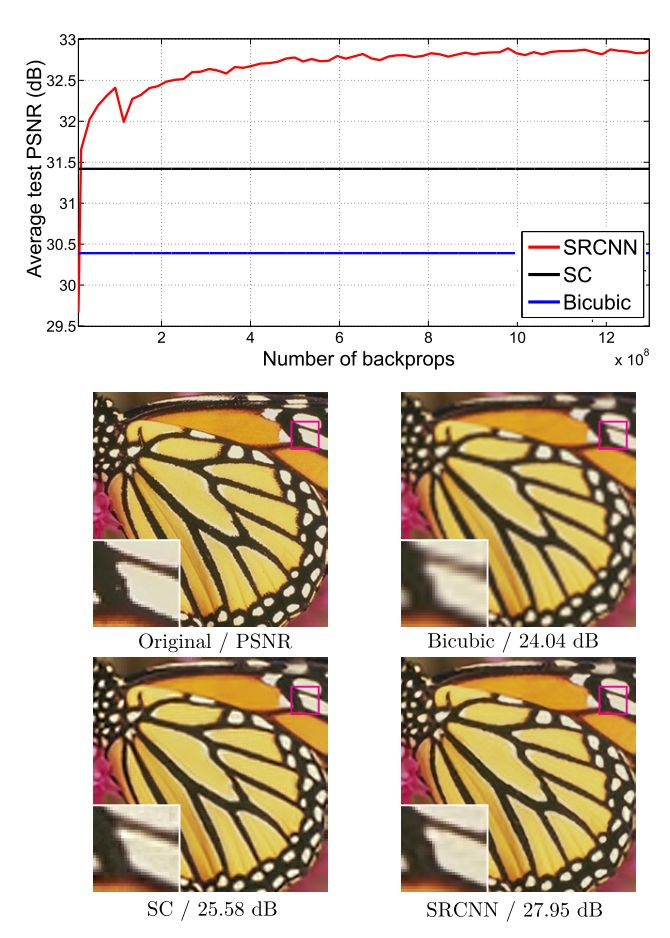 33
32.5
32
31.5
31
30.5
30
29.5
Average test PSNR (dB)
SRCNN
SC
Bicubic
2 4 6 8 10 12
Number of backprops
x 10^8
Original / PSNR
Bicubic / 24.04 dB
SC / 25.58 dB
SRCNN / 27.95 dB